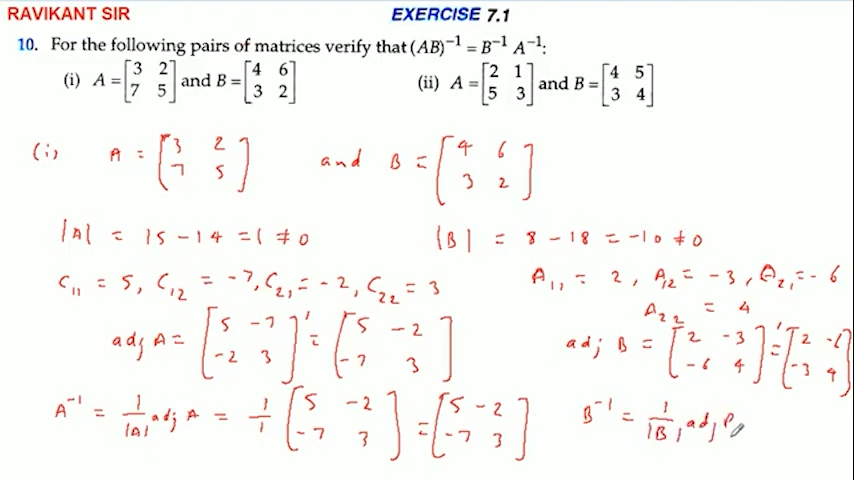 RAVIKANT SIR EXERCISE 7.1
10. For the following pairs of matrices verify that (AB)⁻¹ = B⁻¹ A⁻¹:
(i) A = [3 2; 7 5] and B = [4 6; 3 2] (ii) A = [2 1; 5 3] and B = [4 5; 3 4]
(i) A = [3 2; 7 5] and B = [4 6; 3 2]
|A| = 15 - 14 = 1 ≠ 0 |B| = 8 - 18 = -10 ≠ 0
C₁₁ = 5, C₁₂ = -7, C₂₁ = -2, C₂₂ = 3 A₁₁ = 2, A₁₂ = -3, A₂₁ = -6
A₂₂ = 4
adj A = [5 -7; -2 3]' = [5 -2; -7 3] adj B = [2 -3; -6 4]' = [2 -6; -3 4]
A⁻¹ = 1/|A| adj A = 1/1 [5 -2; -7 3] = [5 -2; -7 3] B⁻¹ = 1/|B| adj